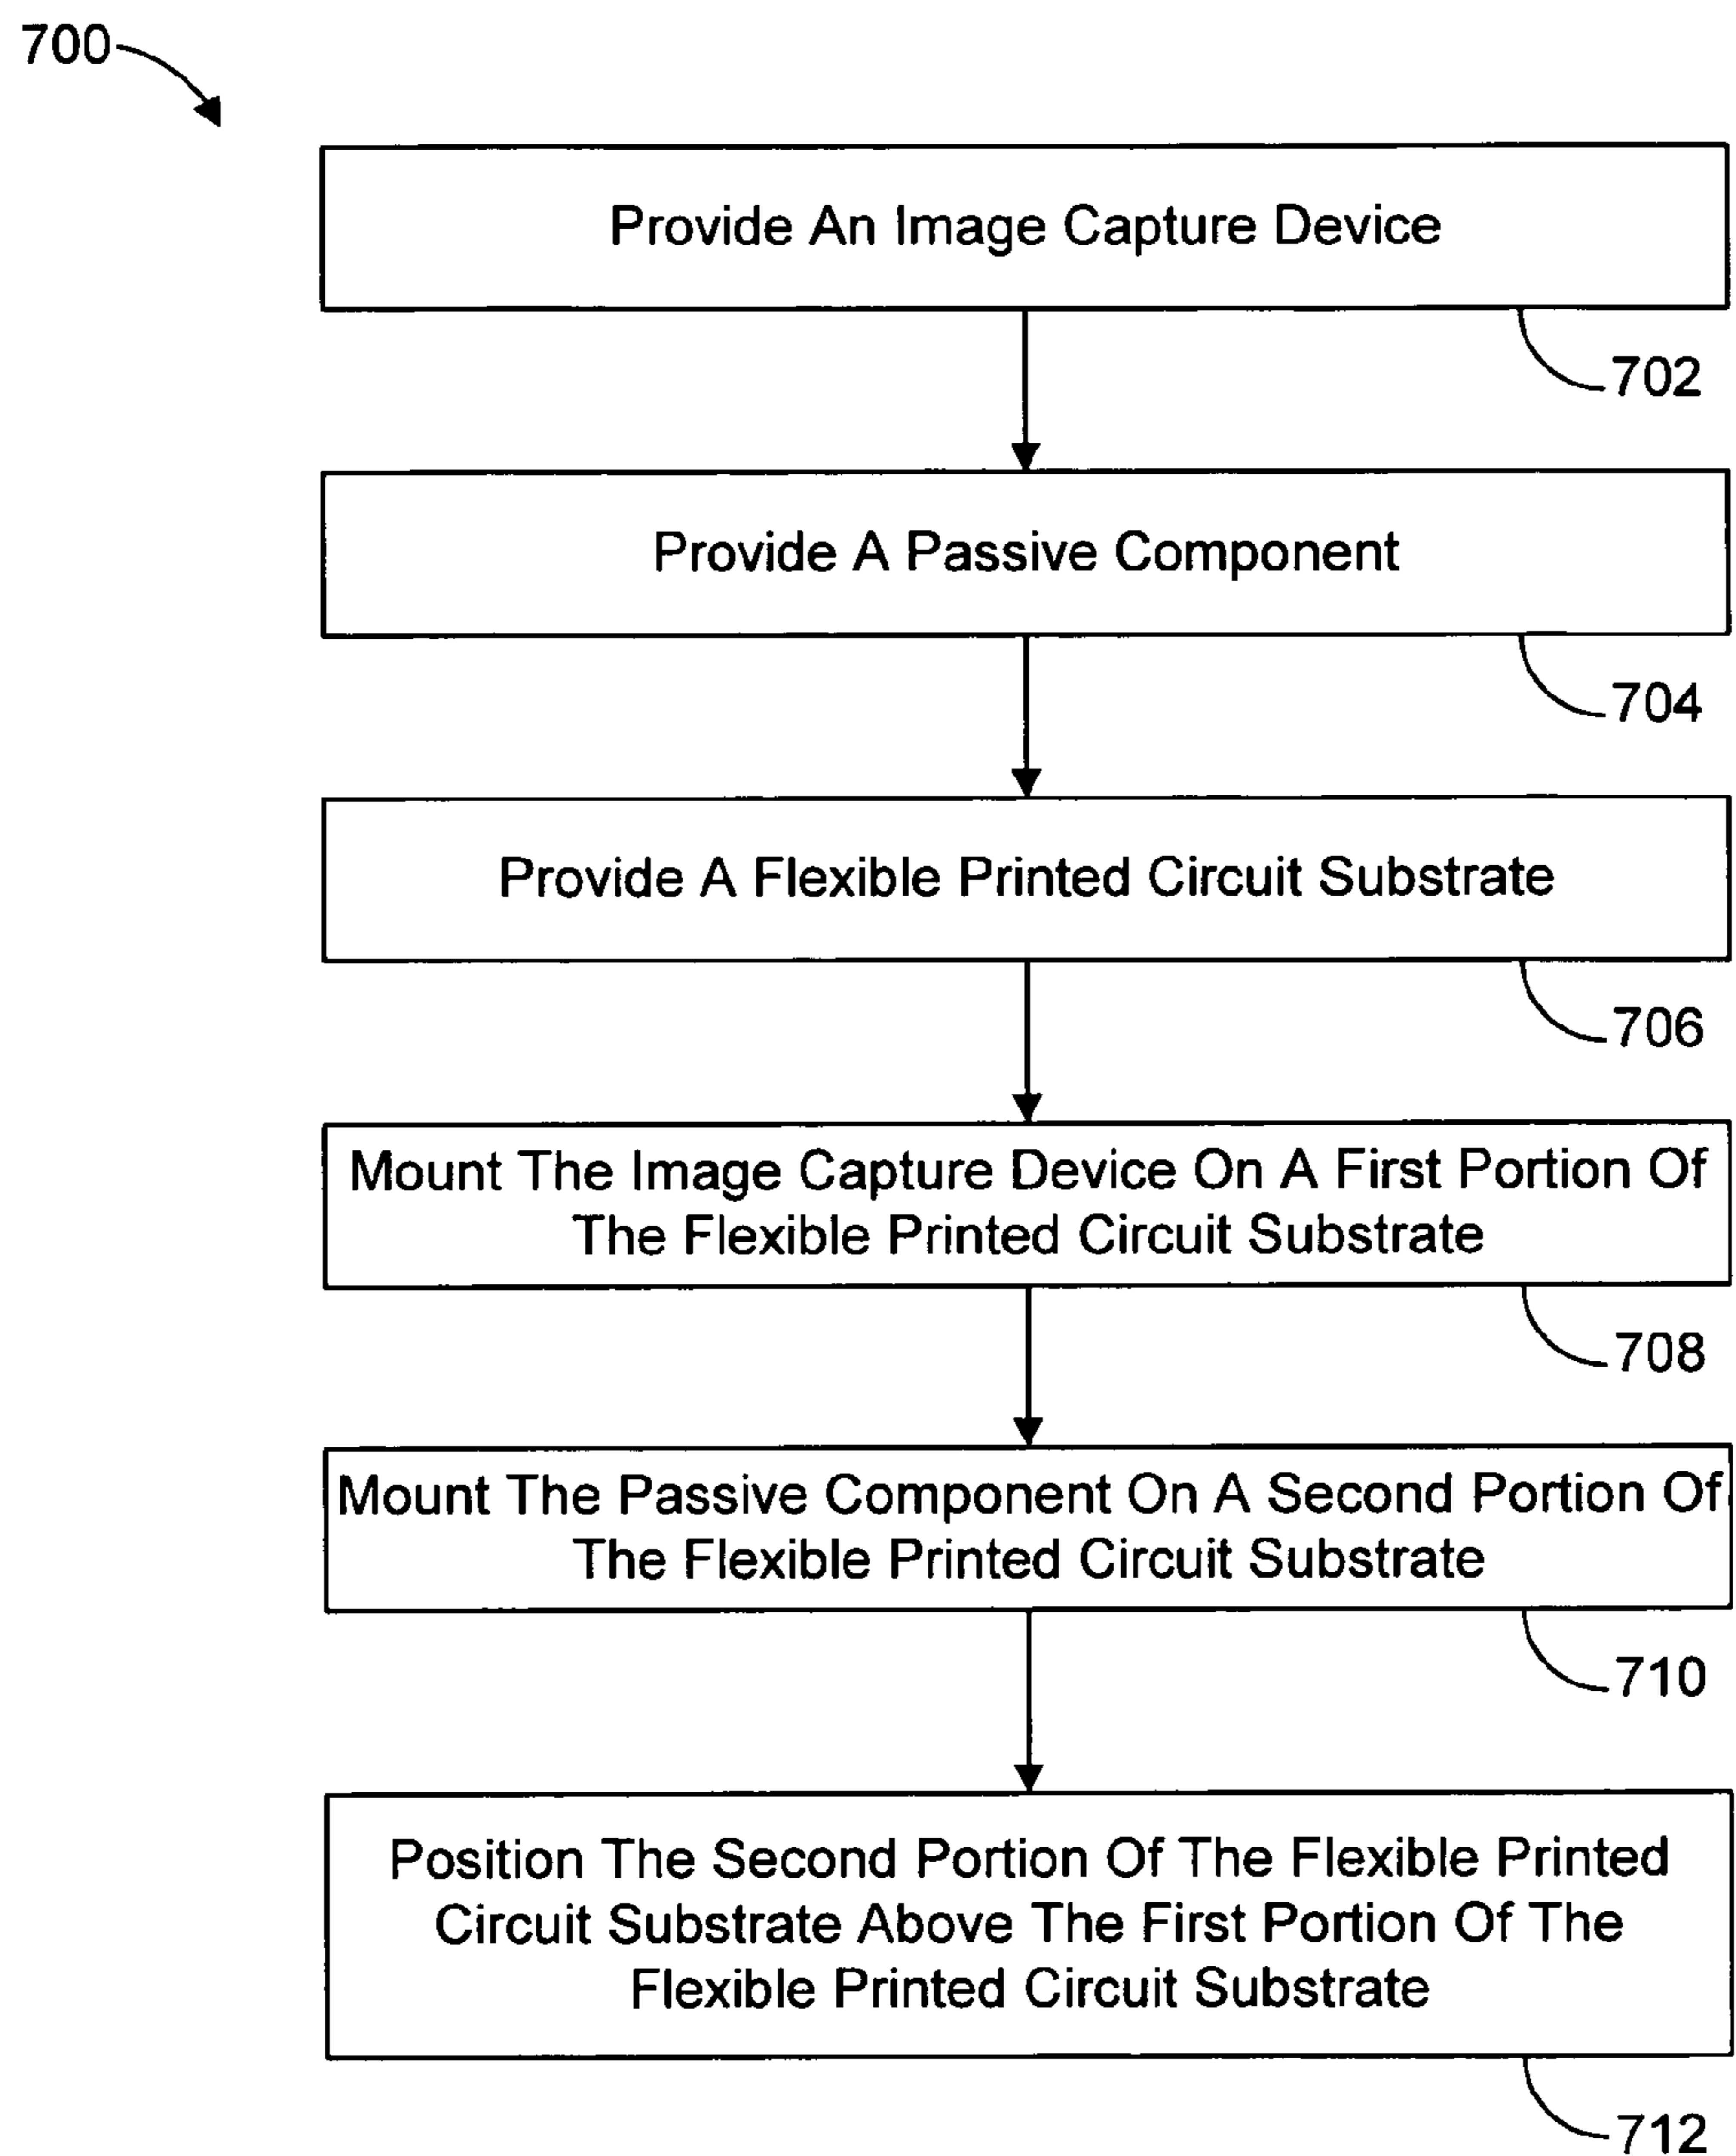 700
Provide An Image Capture Device
702
Provide A Passive Component
704
Provide A Flexible Printed Circuit Substrate
706
Mount The Image Capture Device On A First Portion Of
The Flexible Printed Circuit Substrate
708
Mount The Passive Component On A Second Portion Of
The Flexible Printed Circuit Substrate
710
Position The Second Portion Of The Flexible Printed
Circuit Substrate Above The First Portion Of The
Flexible Printed Circuit Substrate
712